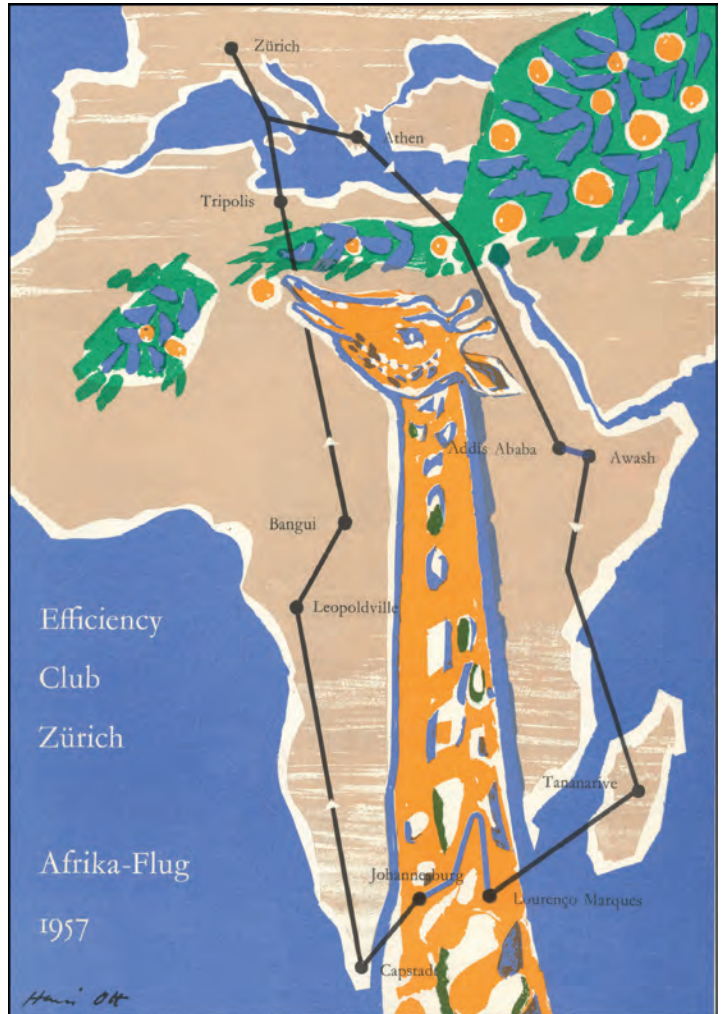 Zürich
Athen
Tripolis
Addis Ababa
Awash
Bangui
Leopoldville
Efficiency
Club
Zürich
Tananarive
Afrika-Flug
Johannesburg
Lourenço Marques
1957
Capstadt
Henri Ott